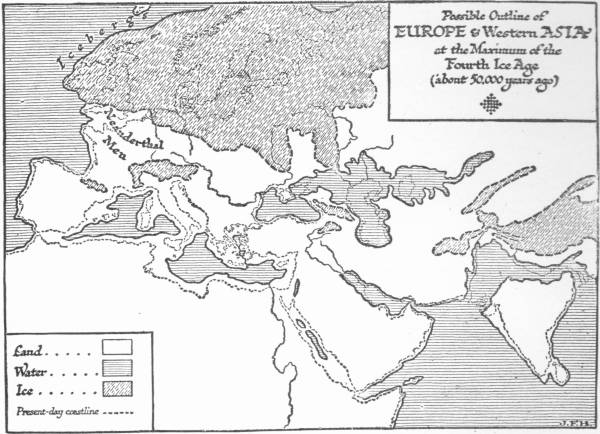 Possible Outline of
EUROPE & Western ASIA
at the Maximum of the
Fourth Ice Age
(about 50,000 years ago)
Icebergs
Neanderthal
Men
Land . . . . .
Water . . . . .
Ice . . . . . .
Present-day coastline
J.F.H.